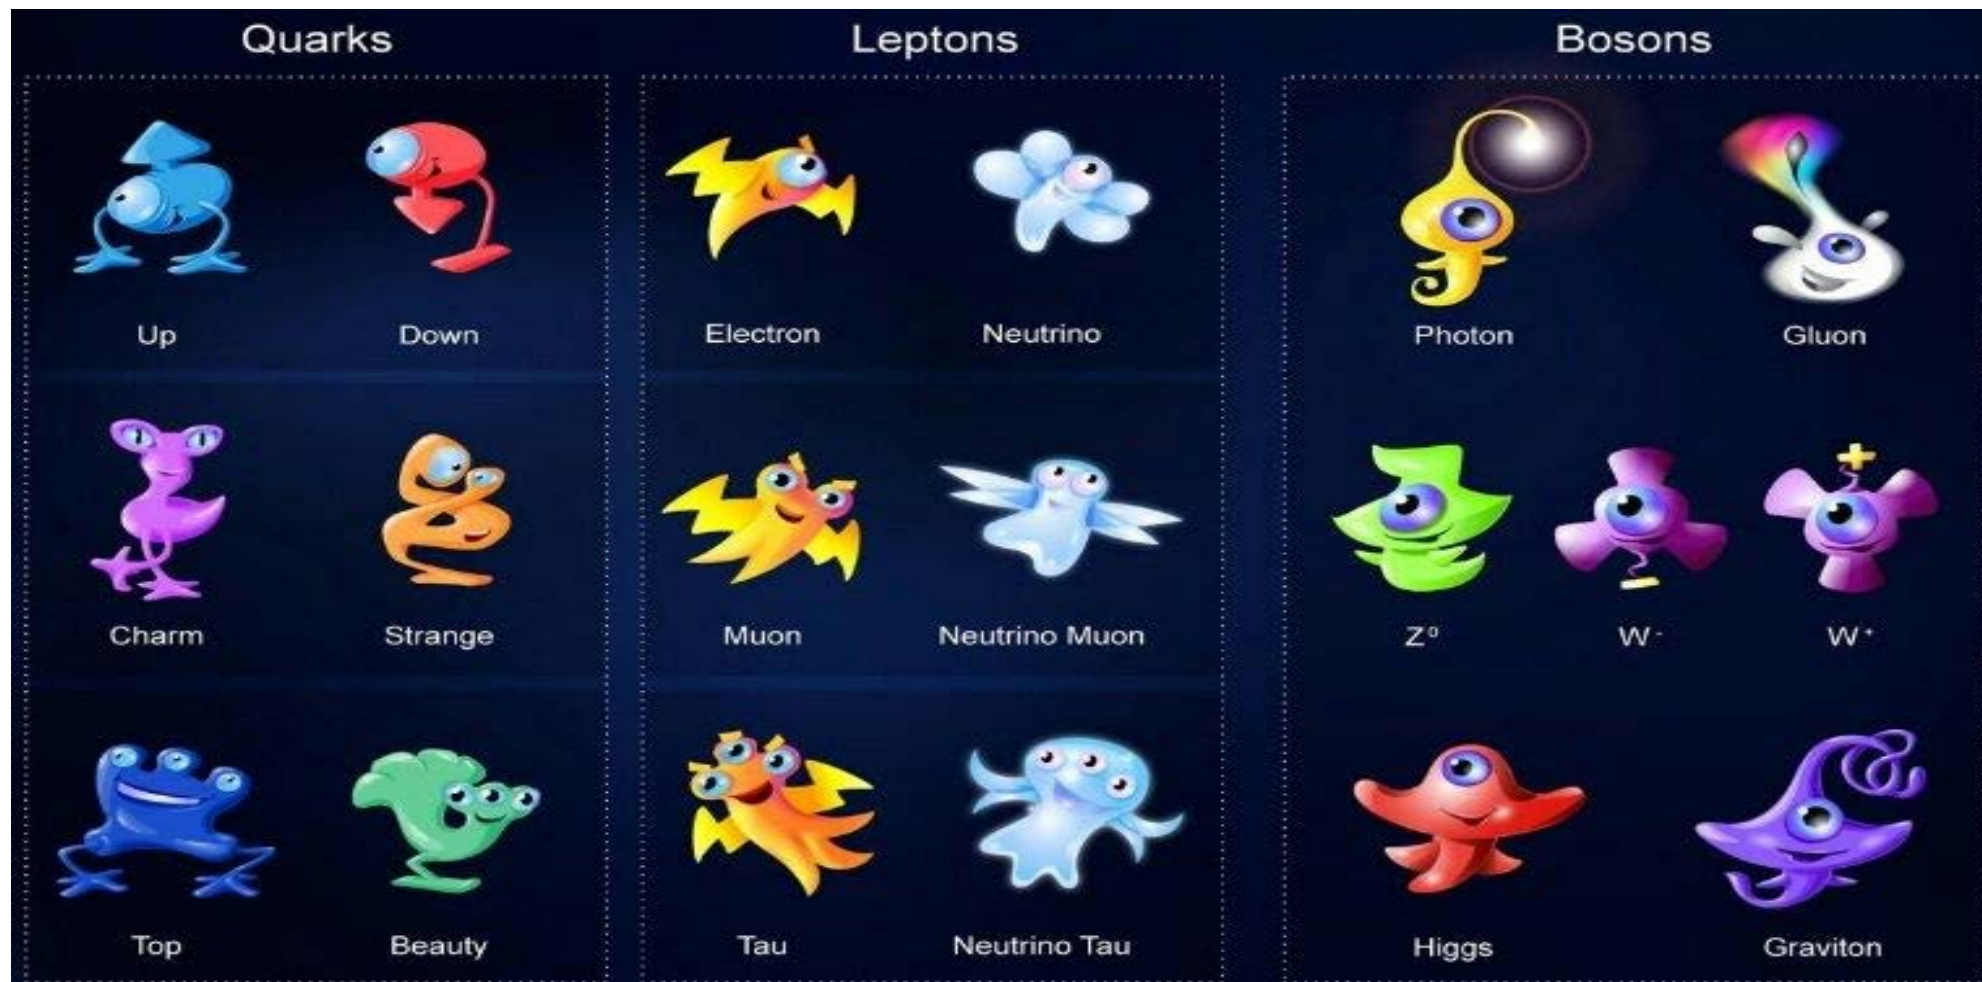 Quarks Leptons Bosons
Up Down Electron Neutrino Photon Gluon
Charm Strange Muon Neutrino Muon Z⁰ W⁻ W⁺
Top Beauty Tau Neutrino Tau Higgs Graviton